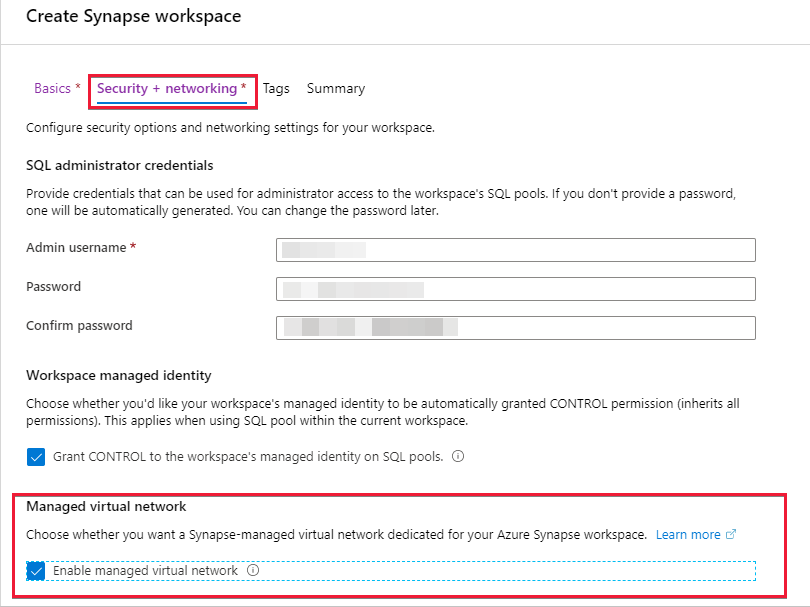 Create Synapse workspace
Basics * Security + networking * Tags Summary
Configure security options and networking settings for your workspace.
SQL administrator credentials
Provide credentials that can be used for administrator access to the workspace's SQL pools. If you don't provide a password,
one will be automatically generated. You can change the password later.
Admin username *
Password
Confirm password
Workspace managed identity
Choose whether you'd like your workspace's managed identity to be automatically granted CONTROL permission (inherits all
permissions). This applies when using SQL pool within the current workspace.
Grant CONTROL to the workspace's managed identity on SQL pools.
Managed virtual network
Choose whether you want a Synapse-managed virtual network dedicated for your Azure Synapse workspace. Learn more
Enable managed virtual network